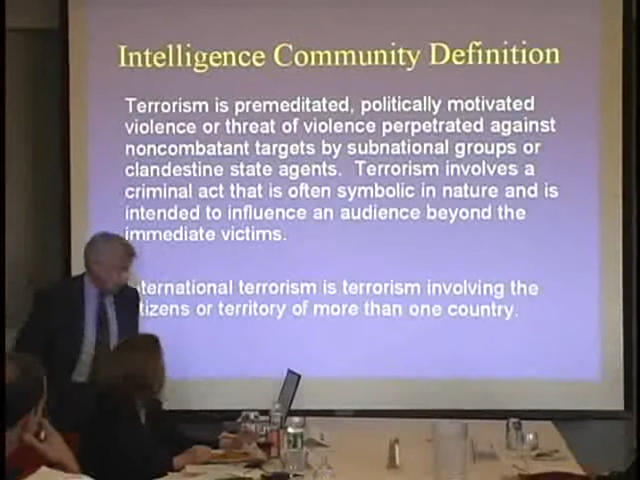 Intelligence Community Definition
Terrorism is premeditated, politically motivated
violence or threat of violence perpetrated against
noncombatant targets by subnational groups or
clandestine state agents.  Terrorism involves a
criminal act that is often symbolic in nature and is
intended to influence an audience beyond the
immediate victims.
International terrorism is terrorism involving the
citizens or territory of more than one country.